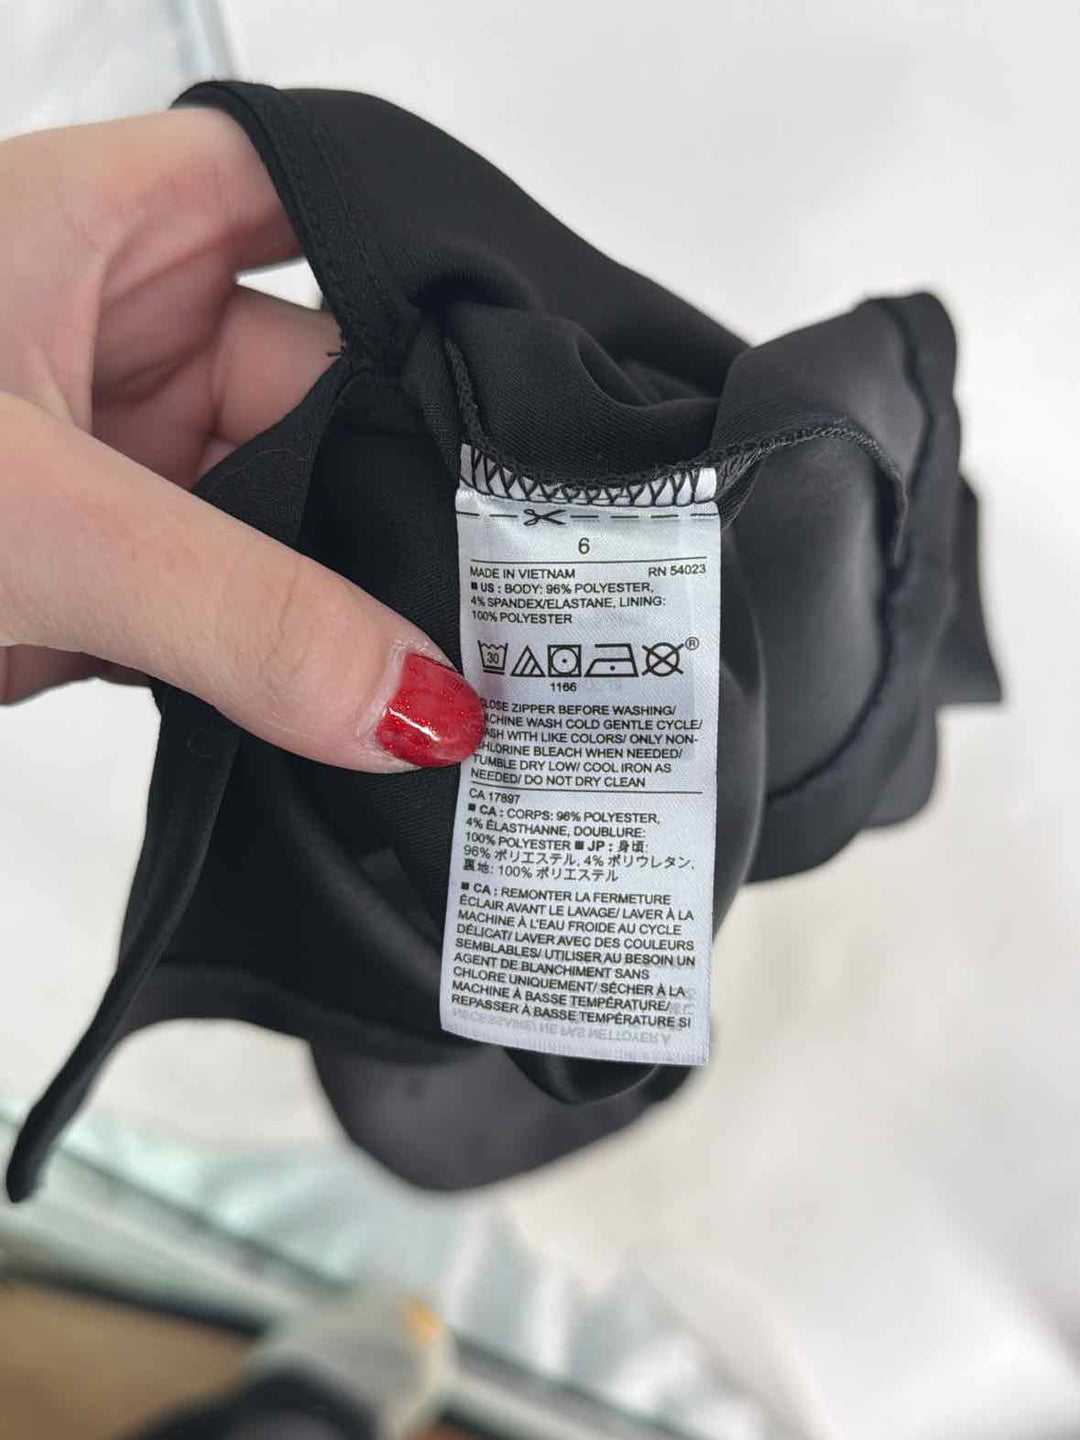 6
MADE IN VIETNAM RN 54023
■ US : BODY: 96% POLYESTER,
4% SPANDEX/ELASTANE, LINING:
100% POLYESTER
30 ®
1166
CLOSE ZIPPER BEFORE WASHING/
MACHINE WASH COLD GENTLE CYCLE/
WASH WITH LIKE COLORS/ ONLY NON-
CHLORINE BLEACH WHEN NEEDED/
TUMBLE DRY LOW/ COOL IRON AS
NEEDED/ DO NOT DRY CLEAN
CA 17897
■ CA : CORPS: 96% POLYESTER,
4% ÉLASTHANNE, DOUBLURE:
100% POLYESTER ■ JP : 身頃:
96% ポリエステル, 4% ポリウレタン,
裏地: 100% ポリエステル
■ CA : REMONTER LA FERMETURE
ÉCLAIR AVANT LE LAVAGE/ LAVER À LA
MACHINE À L'EAU FROIDE AU CYCLE
DÉLICAT/ LAVER AVEC DES COULEURS
SEMBLABLES/ UTILISER AU BESOIN UN
AGENT DE BLANCHIMENT SANS
CHLORE UNIQUEMENT/ SÉCHER À LA
MACHINE À BASSE TEMPÉRATURE/
REPASSER À BASSE TEMPÉRATURE SI